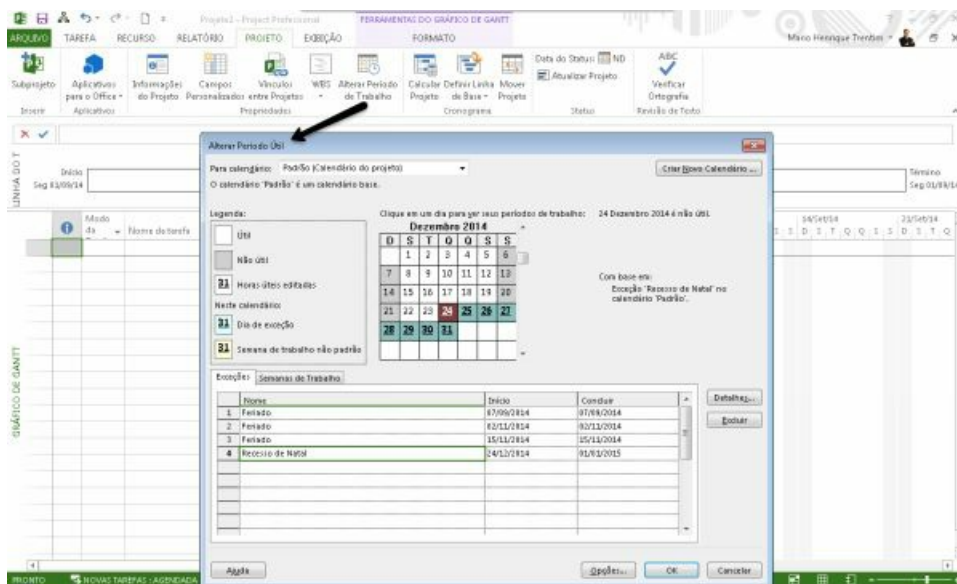 Projeto2 - Project Professional
FERRAMENTAS DO GRÁFICO DE GANTT
ARQUIVO TAREFA RECURSO RELATÓRIO PROJETO EXIBIÇÃO FORMATO
Mario Henrique Trentim
Subprojeto
Aplicativos para o Office
Informações do Projeto
Campos Personalizados
Vínculos entre Projetos
WBS
Alterar Período de Trabalho
Calcular Projeto
Definir Linha de Base
Mover Projeto
Data do Status: ND
Atualizar Projeto
ABC
Verificar Ortografia
Inserir Aplicativos Propriedades Cronograma Status Revisão de Texto
LINHA DO T
Início
Seg 01/09/14
Término
Seg 01/09/14
Modo da
Nome da tarefa
14/Set/14
21/Set/14
S S D S T Q Q S S D S T Q
GRÁFICO DE GANTT
Alterar Período Útil
Para calendário: Padrão (Calendário do projeto)
Criar Novo Calendário ...
O calendário 'Padrão' é um calendário base.
Legenda:
Útil
Não útil
31 Horas úteis editadas
Neste calendário:
31 Dia de exceção
31 Semana de trabalho não padrão
Clique em um dia para ver seus períodos de trabalho:
Dezembro 2014
D S T Q Q S S
1 2 3 4 5 6
7 8 9 10 11 12 13
14 15 16 17 18 19 20
21 22 23 24 25 26 27
28 29 30 31
24 Dezembro 2014 é não útil.
Com base em:
Exceção 'Recesso de Natal' no
calendário 'Padrão'.
Exceções Semanas de Trabalho
Nome Início Concluir
1 Feriado 07/09/2014 07/09/2014
2 Feriado 02/11/2014 02/11/2014
3 Feriado 15/11/2014 15/11/2014
4 Recesso de Natal 24/12/2014 01/01/2015
Detalhes...
Excluir
Ajuda
Opções...
OK
Cancelar
PRONTO
NOVAS TAREFAS : AGENDADA